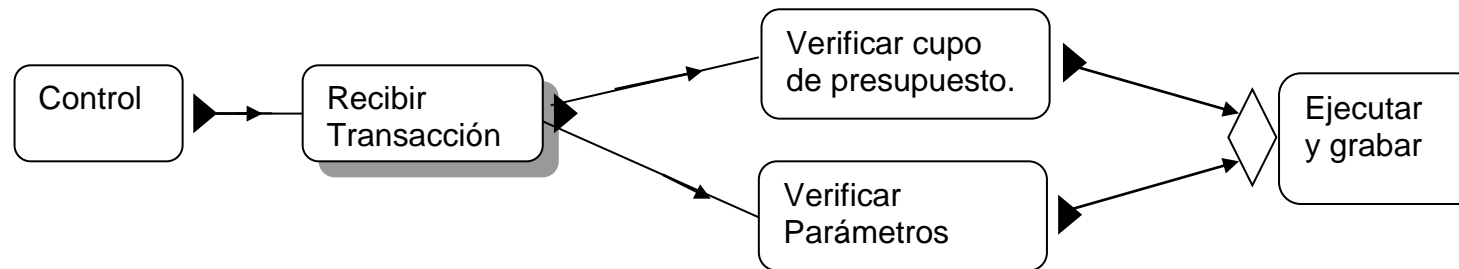 Control
Recibir
Transacción
Verificar cupo
de presupuesto.
Verificar
Parámetros
Ejecutar
y grabar